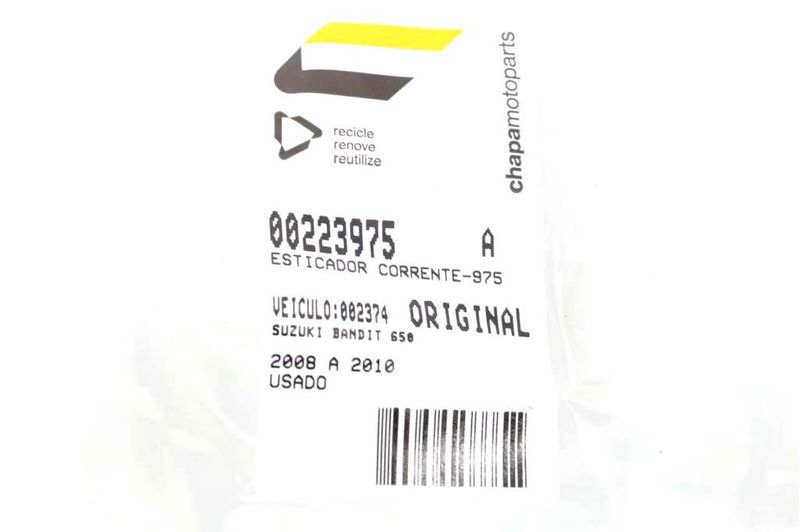 chapamotoparts
recicle
renove
reutilize
00223975 A
ESTICADOR CORRENTE-975
VEICULO:002374 ORIGINAL
SUZUKI BANDIT 650
2008 A 2010
USADO